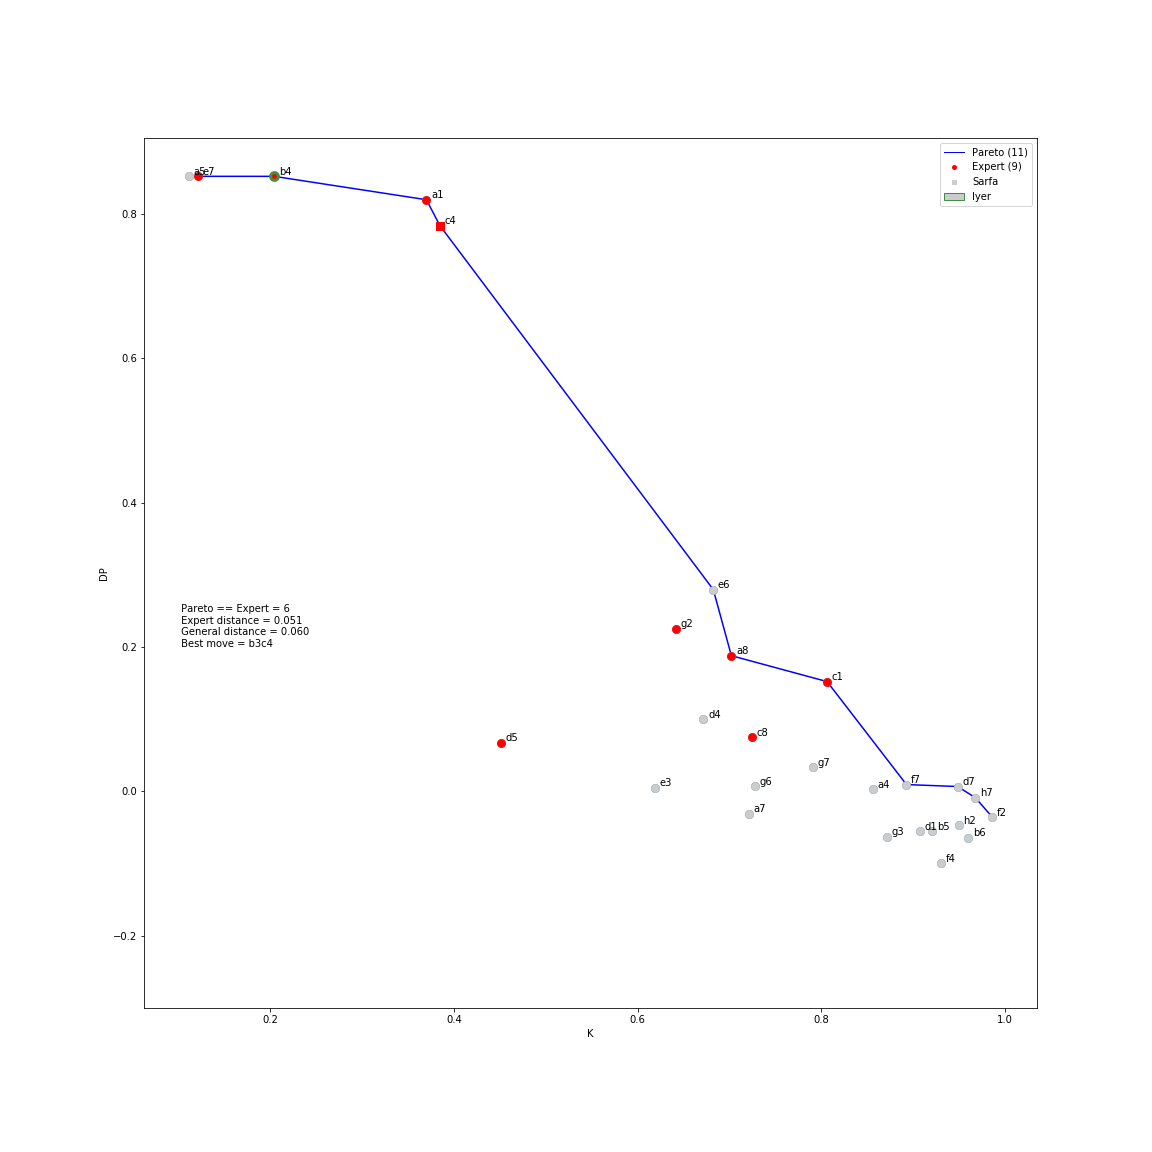 Pareto (11)
Expert (9)
Sarfa
Iyer
a5 e7 b4
a1
c4
e6
g2
a8
c1
d4
d5
c8
g7
e3
g6
a4
f7
d7
h7
a7
f2
g3
d1
b5
h2
b6
f4
Pareto == Expert = 6
Expert distance = 0.051
General distance = 0.060
Best move = b3c4
DP
0.8
0.6
0.4
0.2
0.0
−0.2
0.2 0.4 0.6 0.8 1.0
K